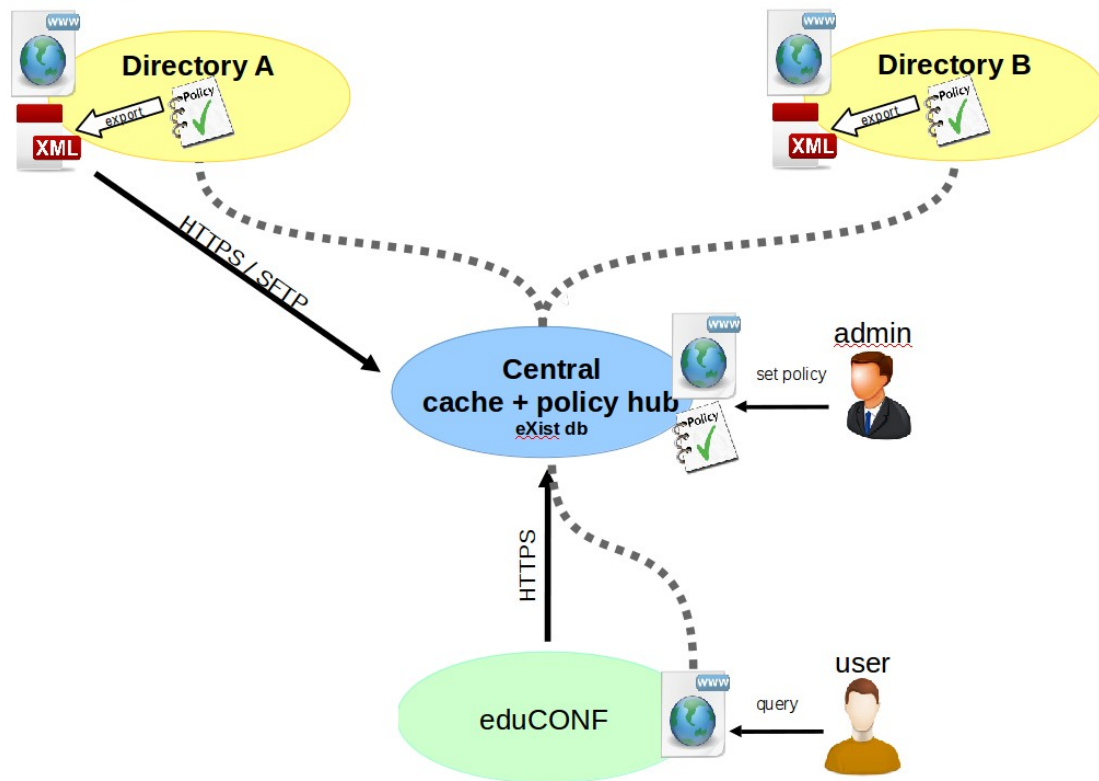 www
www
Directory A
Directory B
Policy
Policy
export
export
XML
XML
HTTPS / SFTP
www
admin
Central
cache + policy hub
eXist db
set policy
Policy
HTTPS
user
www
eduCONF
query